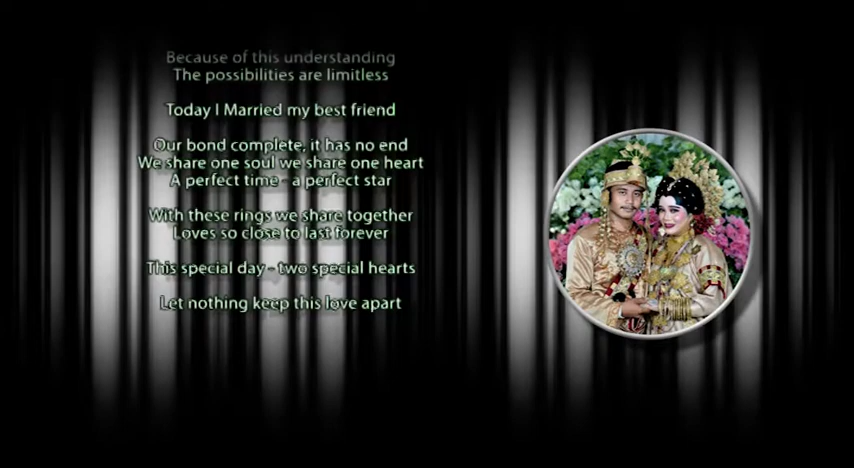 Because of this understanding
The possibilities are limitless
Today I Married my best friend
Our bond complete, it has no end
We share one soul we share one heart
A perfect time - a perfect star
With these rings we share together
Loves so close to last forever
This special day - two special hearts
Let nothing keep this love apart